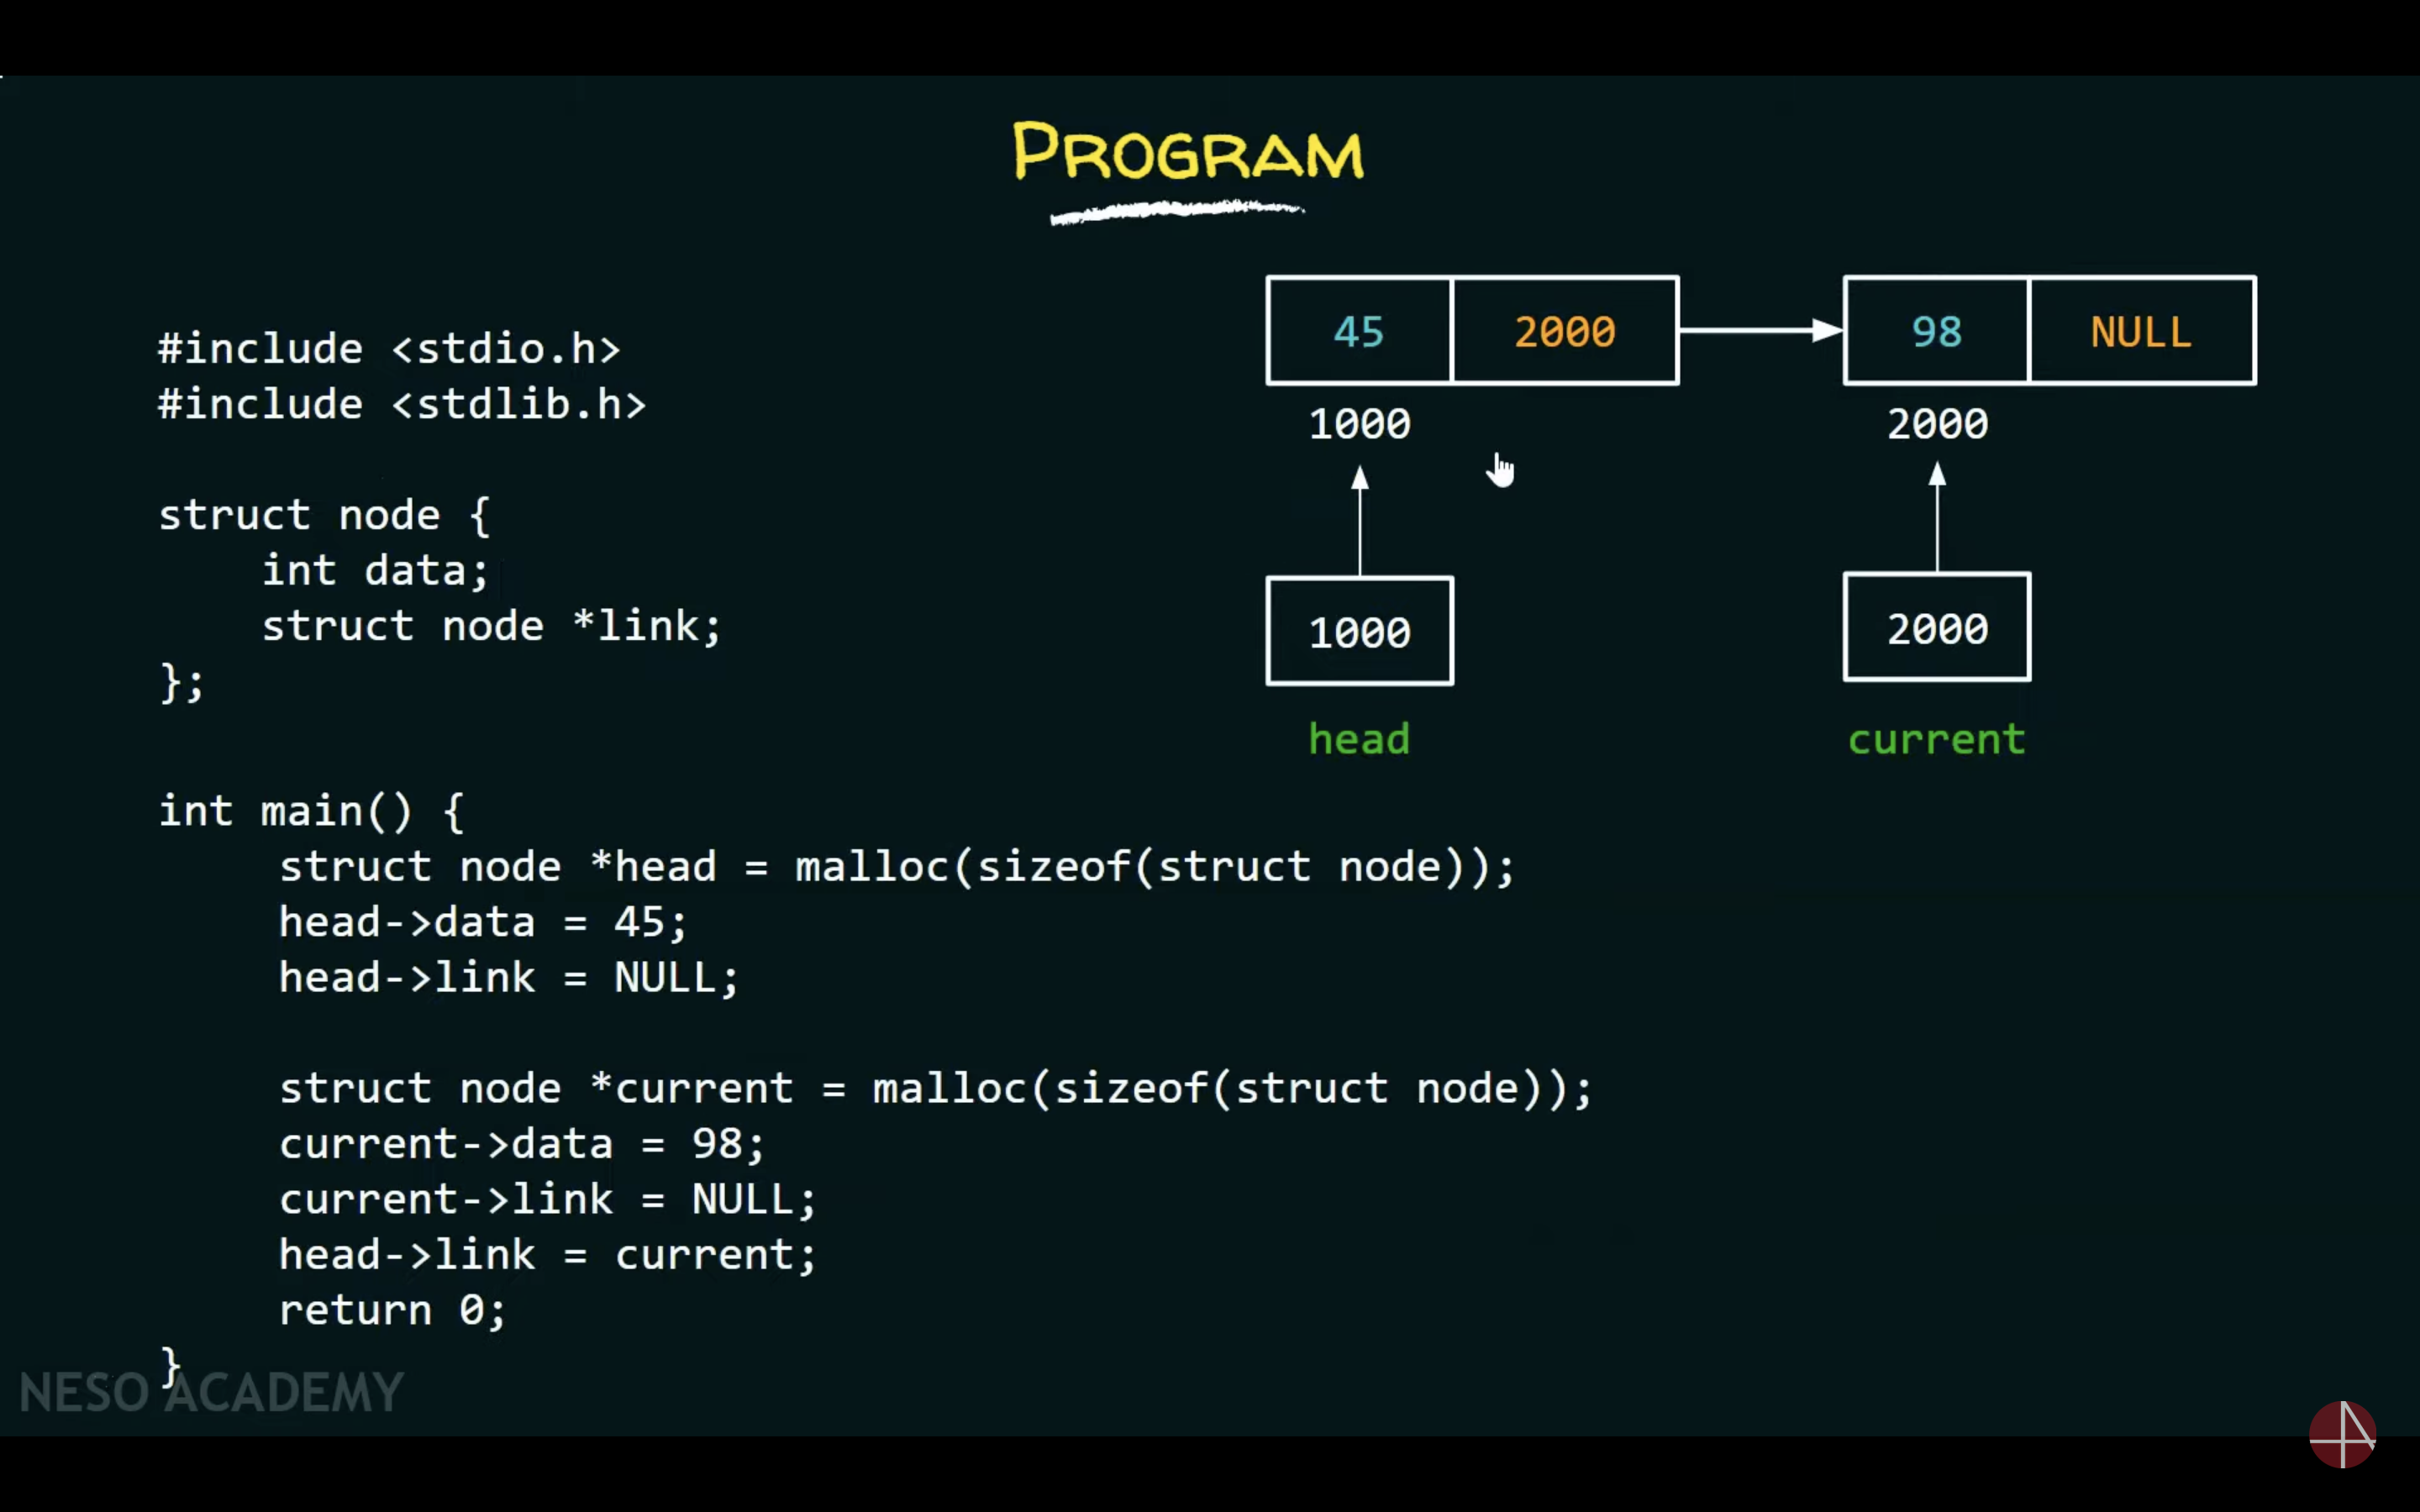 PROGRAM
#include <stdio.h>
#include <stdlib.h>
struct node {
int data;
struct node *link;
};
int main() {
struct node *head = malloc(sizeof(struct node));
head->data = 45;
head->link = NULL;
struct node *current = malloc(sizeof(struct node));
current->data = 98;
current->link = NULL;
head->link = current;
return 0;
}
45 2000 98 NULL
1000 2000
1000 2000
head current
NESO ACADEMY